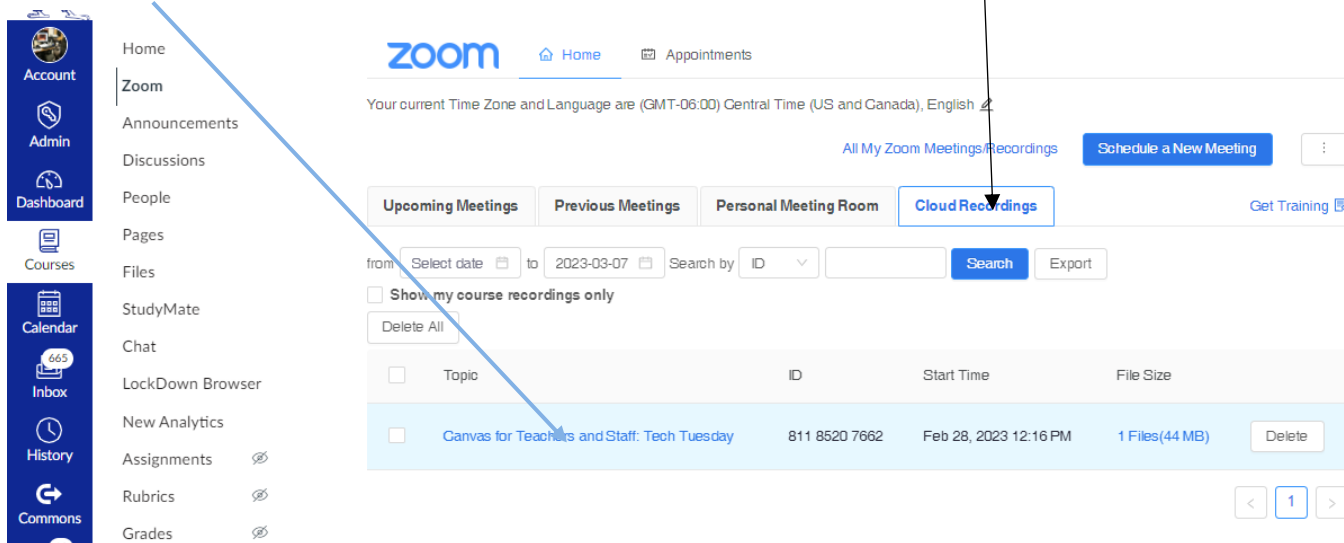 Account
Admin
Dashboard
Courses
Calendar
665
Inbox
History
Commons
Home
Zoom
Announcements
Discussions
People
Pages
Files
StudyMate
Chat
LockDown Browser
New Analytics
Assignments
Rubrics
Grades
zoom Home Appointments
Your current Time Zone and Language are (GMT-06:00) Central Time (US and Canada), English
All My Zoom Meetings/Recordings Schedule a New Meeting
Upcoming Meetings Previous Meetings Personal Meeting Room Cloud Recordings Get Training
from Select date to 2023-03-07 Search by ID Search Export
Show my course recordings only
Delete All
Topic ID Start Time File Size
Canvas for Teachers and Staff: Tech Tuesday 811 8520 7662 Feb 28, 2023 12:16 PM 1 Files(44 MB) Delete
< 1 >